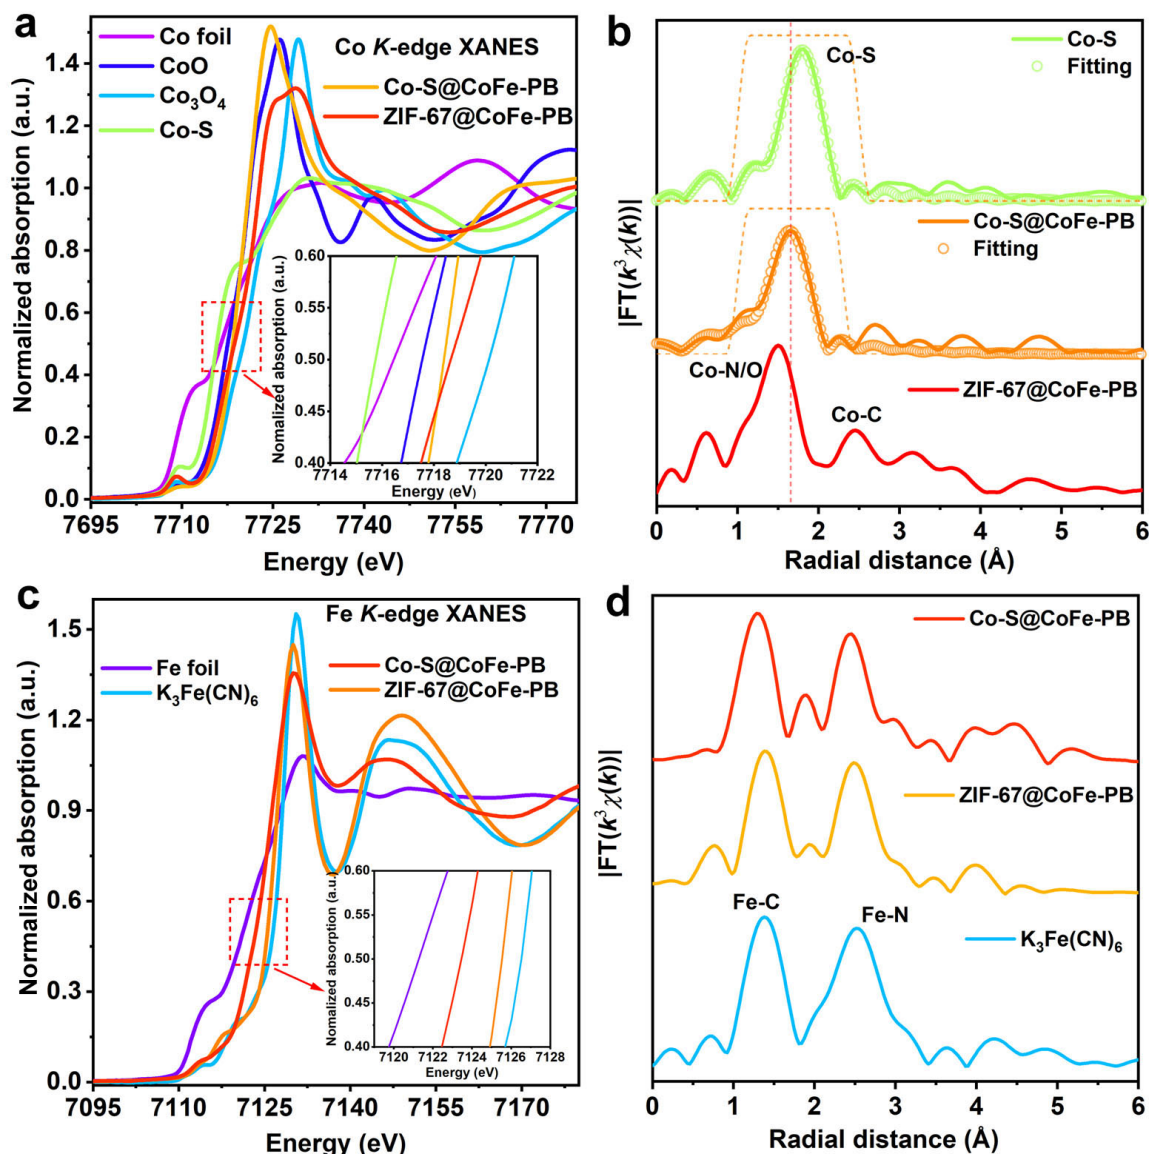 a
Co K-edge XANES
Co foil
CoO
Co3O4
Co-S
Co-S@CoFe-PB
ZIF-67@CoFe-PB
Normalized absorption (a.u.)
1.4
1.2
1.0
0.8
0.6
0.4
0.2
0.0
Nomalized absorption (a.u.)
0.60
0.55
0.50
0.45
0.40
7714 7716 7718 7720 7722
Energy (eV)
7695 7710 7725 7740 7755 7770
Energy (eV)
b
Co-S
Fitting
Co-S
Co-S@CoFe-PB
Fitting
Co-N/O
Co-C
ZIF-67@CoFe-PB
|FT(k3χ(k)|
0 1 2 3 4 5 6
Radial distance (Å)
c
Fe K-edge XANES
Fe foil
K3Fe(CN)6
Co-S@CoFe-PB
ZIF-67@CoFe-PB
Normalized absorption (a.u.)
1.5
1.2
0.9
0.6
0.3
0.0
Nomalized absorption (a.u.)
0.60
0.55
0.50
0.45
0.40
7120 7122 7124 7126 7128
Energy (eV)
7095 7110 7125 7140 7155 7170
Energy (eV)
d
Co-S@CoFe-PB
ZIF-67@CoFe-PB
Fe-C
Fe-N
K3Fe(CN)6
|FT(k3χ(k))|
0 1 2 3 4 5 6
Radial distance (Å)